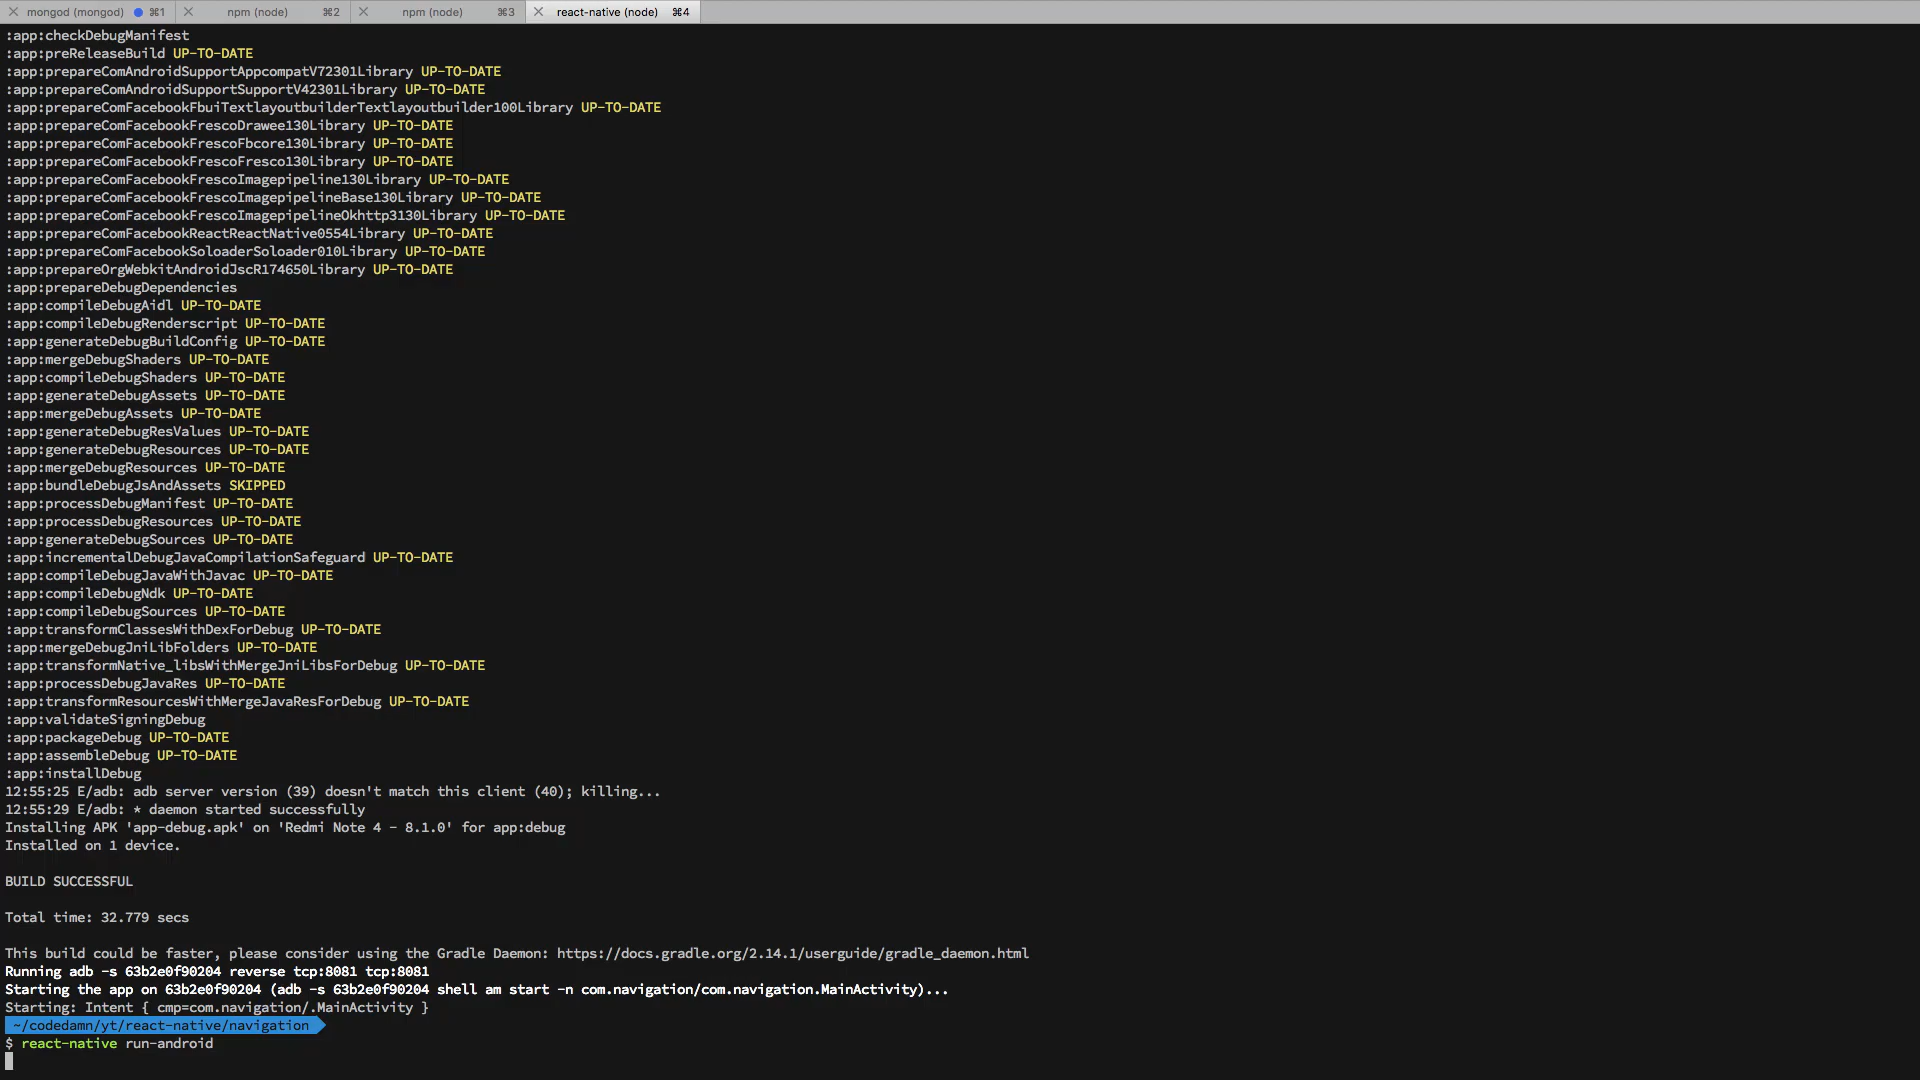 mongod (mongod) ⌘1 npm (node) ⌘2 npm (node) ⌘3 react-native (node) ⌘4
:app:checkDebugManifest
:app:preReleaseBuild UP-TO-DATE
:app:prepareComAndroidSupportAppcompatV72301Library UP-TO-DATE
:app:prepareComAndroidSupportSupportV42301Library UP-TO-DATE
:app:prepareComFacebookFbuiTextlayoutbuilderTextlayoutbuilder100Library UP-TO-DATE
:app:prepareComFacebookFrescoDrawee130Library UP-TO-DATE
:app:prepareComFacebookFrescoFbcore130Library UP-TO-DATE
:app:prepareComFacebookFrescoFresco130Library UP-TO-DATE
:app:prepareComFacebookFrescoImagepipeline130Library UP-TO-DATE
:app:prepareComFacebookFrescoImagepipelineBase130Library UP-TO-DATE
:app:prepareComFacebookFrescoImagepipelineOkhttp3130Library UP-TO-DATE
:app:prepareComFacebookReactReactNative0554Library UP-TO-DATE
:app:prepareComFacebookSoloaderSoloader010Library UP-TO-DATE
:app:prepareOrgWebkitAndroidJscR174650Library UP-TO-DATE
:app:prepareDebugDependencies
:app:compileDebugAidl UP-TO-DATE
:app:compileDebugRenderscript UP-TO-DATE
:app:generateDebugBuildConfig UP-TO-DATE
:app:mergeDebugShaders UP-TO-DATE
:app:compileDebugShaders UP-TO-DATE
:app:generateDebugAssets UP-TO-DATE
:app:mergeDebugAssets UP-TO-DATE
:app:generateDebugResValues UP-TO-DATE
:app:generateDebugResources UP-TO-DATE
:app:mergeDebugResources UP-TO-DATE
:app:bundleDebugJsAndAssets SKIPPED
:app:processDebugManifest UP-TO-DATE
:app:processDebugResources UP-TO-DATE
:app:generateDebugSources UP-TO-DATE
:app:incrementalDebugJavaCompilationSafeguard UP-TO-DATE
:app:compileDebugJavaWithJavac UP-TO-DATE
:app:compileDebugNdk UP-TO-DATE
:app:compileDebugSources UP-TO-DATE
:app:transformClassesWithDexForDebug UP-TO-DATE
:app:mergeDebugJniLibFolders UP-TO-DATE
:app:transformNative_libsWithMergeJniLibsForDebug UP-TO-DATE
:app:processDebugJavaRes UP-TO-DATE
:app:transformResourcesWithMergeJavaResForDebug UP-TO-DATE
:app:validateSigningDebug
:app:packageDebug UP-TO-DATE
:app:assembleDebug UP-TO-DATE
:app:installDebug
12:55:25 E/adb: adb server version (39) doesn't match this client (40); killing...
12:55:29 E/adb: * daemon started successfully
Installing APK 'app-debug.apk' on 'Redmi Note 4 - 8.1.0' for app:debug
Installed on 1 device.
BUILD SUCCESSFUL
Total time: 32.779 secs
This build could be faster, please consider using the Gradle Daemon: https://docs.gradle.org/2.14.1/userguide/gradle_daemon.html
Running adb -s 63b2e0f90204 reverse tcp:8081 tcp:8081
Starting the app on 63b2e0f90204 (adb -s 63b2e0f90204 shell am start -n com.navigation/com.navigation.MainActivity)...
Starting: Intent { cmp=com.navigation/.MainActivity }
~/codedamn/yt/react-native/navigation
$ react-native run-android